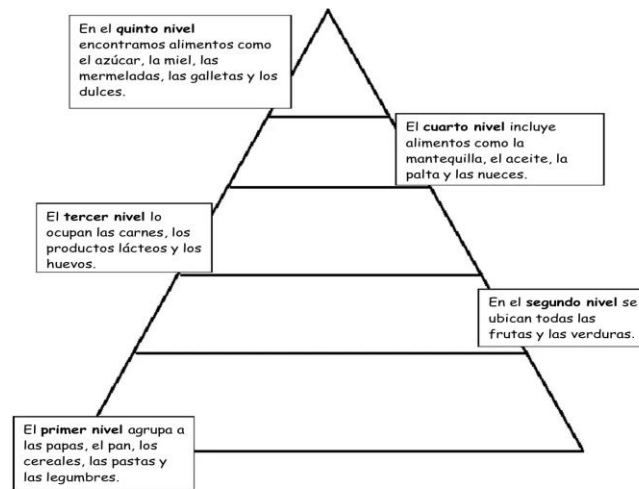 En el quinto nivel
encontramos alimentos como
el azúcar, la miel, las
mermeladas, las galletas y los
dulces.
El cuarto nivel incluye
alimentos como la
mantequilla, el aceite, la
palta y las nueces.
El tercer nivel lo
ocupan las carnes, los
productos lácteos y los
huevos.
En el segundo nivel se
ubican todas las
frutas y las verduras.
El primer nivel agrupa a
las papas, el pan, los
cereales, las pastas y
las legumbres.